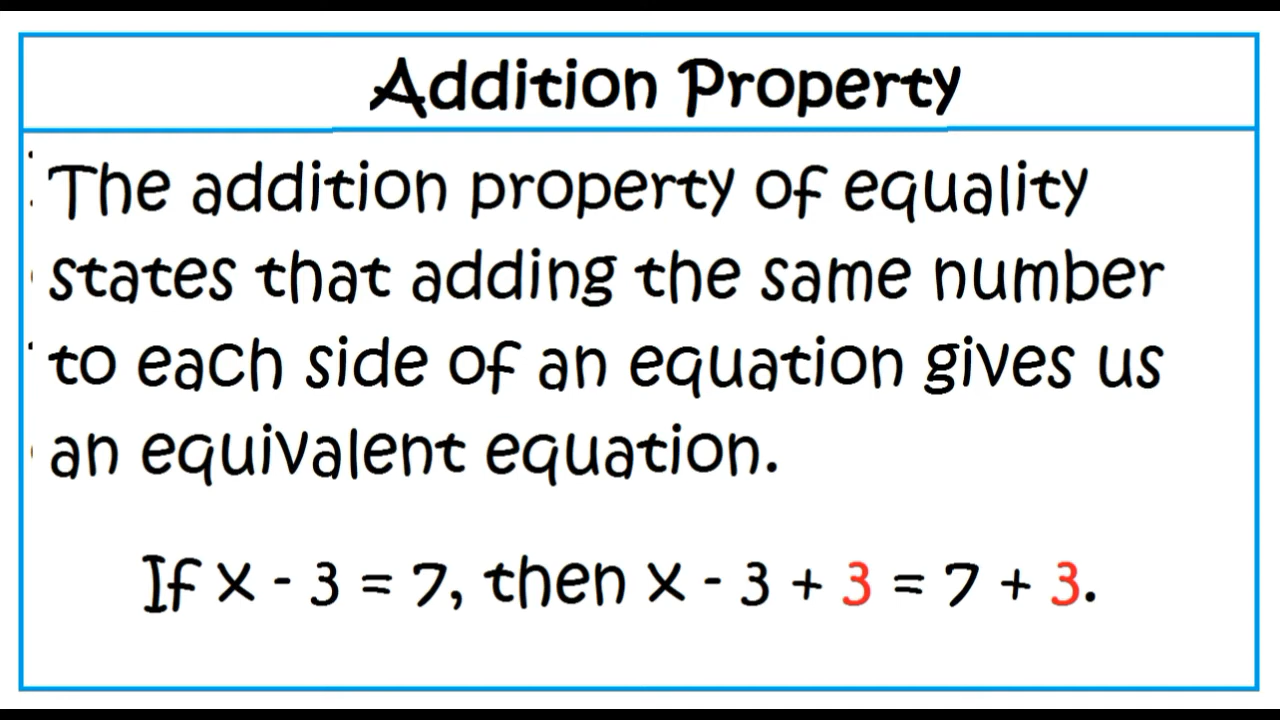 Addition Property
The addition property of equality
states that adding the same number
to each side of an equation gives us
an equivalent equation.
If x - 3 = 7, then x - 3 + 3 = 7 + 3.